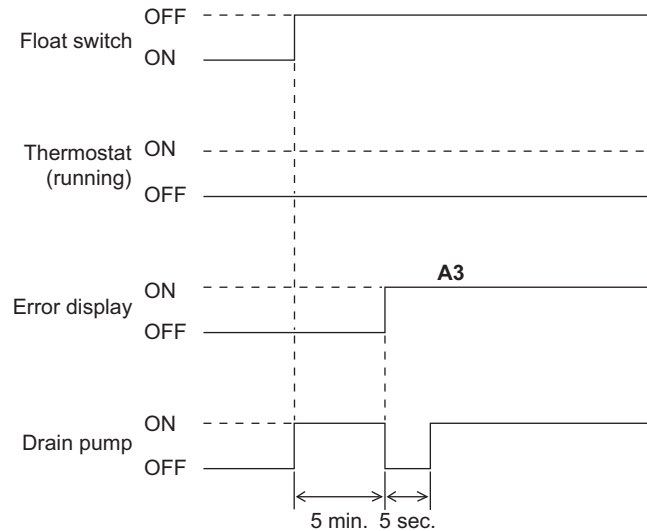 OFF
Float switch
ON
Thermostat ON
(running)
OFF
A3
ON
Error display
OFF
ON
Drain pump
OFF
5 min. 5 sec.